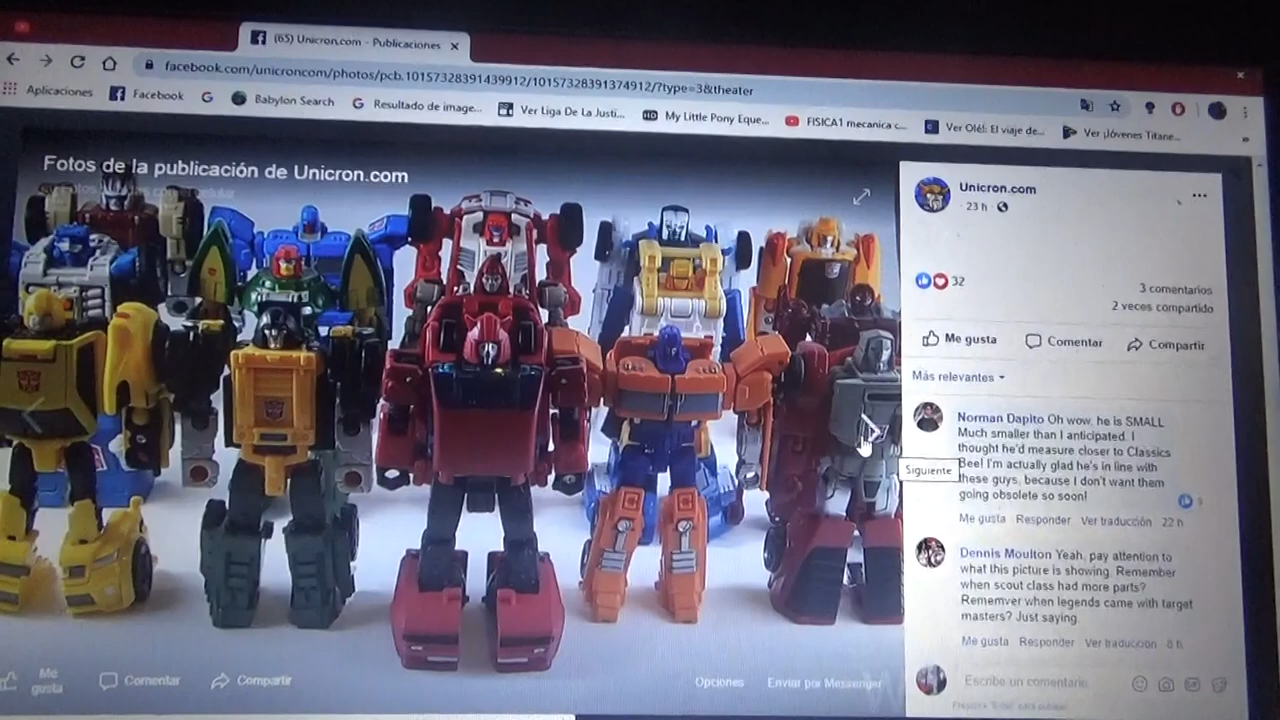 (65) Unicron.com - Publicaciones
facebook.com/unicroncom/photos/pcb.10157328391439912/10157328391374912/?type=3&theater
Aplicaciones
Facebook
Babylon Search
Resultado de image...
Ver Liga De La Justi...
My Little Pony Eque...
FISICA1 mecanica c...
Ver Olé!: El viaje de...
Ver ¡Jóvenes Titane...
Fotos de la publicación de Unicron.com
Unicron.com
23 h
32
3 comentarios
2 veces compartido
Me gusta
Comentar
Compartir
Más relevantes
Norman Dapito Oh wow, he is SMALL
Much smaller than I anticipated. I
thought he'd measure closer to Classics
Bee! I'm actually glad he's in line with
these guys, because I don't want them
going obsolete so soon!
Siguiente
Me gusta Responder Ver traducción 22 h
Dennis Moulton Yeah, pay attention to
what this picture is showing. Remember
when scout class had more parts?
Rememver when legends came with target
masters? Just saying.
Me gusta Responder Ver traducción 8 h
Escribe un comentario
Me
gusta
Comentar
Compartir
Opciones
Enviar por Messenger